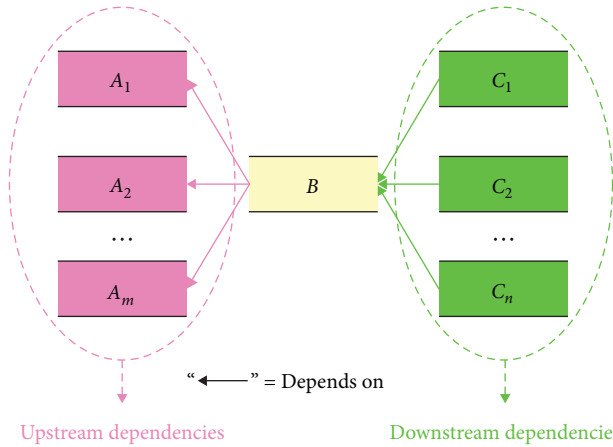 A1
C1
A2
B
C2
...
...
Am
Cn
“ ” = Depends on
Upstream dependencies
Downstream dependencie